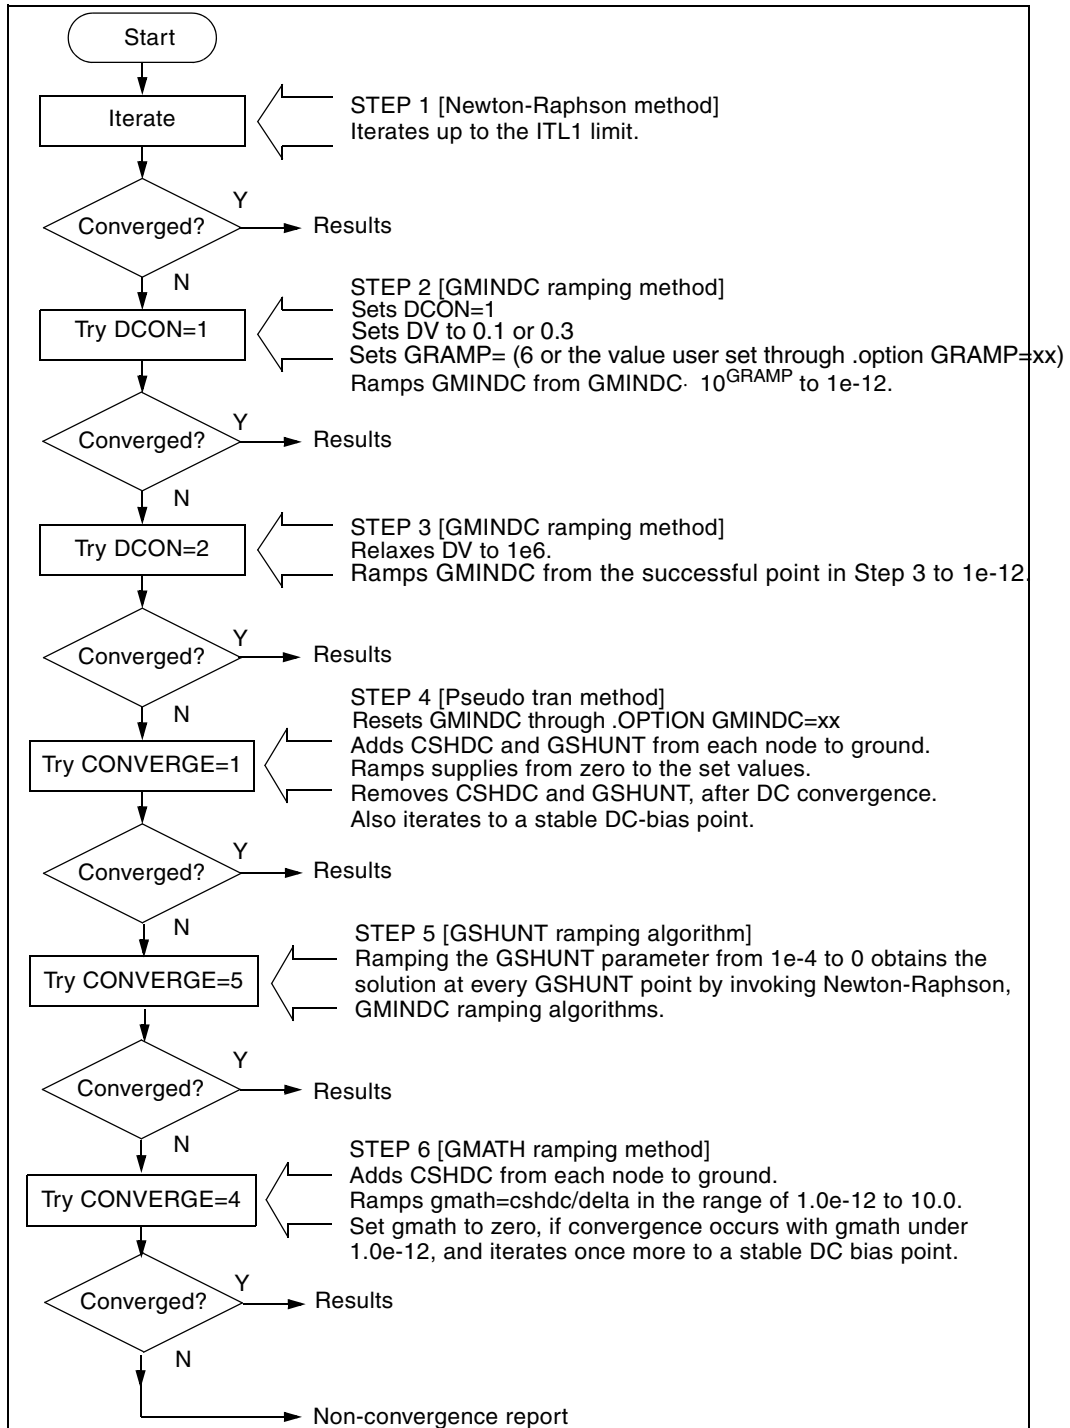 Start
Iterate
STEP 1 [Newton-Raphson method]
Iterates up to the ITL1 limit.
Converged?
Y
Results
N
Try DCON=1
STEP 2 [GMINDC ramping method]
Sets DCON=1
Sets DV to 0.1 or 0.3
Sets GRAMP= (6 or the value user set through .option GRAMP=xx)
Ramps GMINDC from GMINDC· 10^GRAMP to 1e-12.
Converged?
Y
Results
N
Try DCON=2
STEP 3 [GMINDC ramping method]
Relaxes DV to 1e6.
Ramps GMINDC from the successful point in Step 3 to 1e-12.
Converged?
Y
Results
N
Try CONVERGE=1
STEP 4 [Pseudo tran method]
Resets GMINDC through .OPTION GMINDC=xx
Adds CSHDC and GSHUNT from each node to ground.
Ramps supplies from zero to the set values.
Removes CSHDC and GSHUNT, after DC convergence.
Also iterates to a stable DC-bias point.
Converged?
Y
Results
N
Try CONVERGE=5
STEP 5 [GSHUNT ramping algorithm]
Ramping the GSHUNT parameter from 1e-4 to 0 obtains the
solution at every GSHUNT point by invoking Newton-Raphson,
GMINDC ramping algorithms.
Converged?
Y
Results
N
Try CONVERGE=4
STEP 6 [GMATH ramping method]
Adds CSHDC from each node to ground.
Ramps gmath=cshdc/delta in the range of 1.0e-12 to 10.0.
Set gmath to zero, if convergence occurs with gmath under
1.0e-12, and iterates once more to a stable DC bias point.
Converged?
Y
Results
N
Non-convergence report